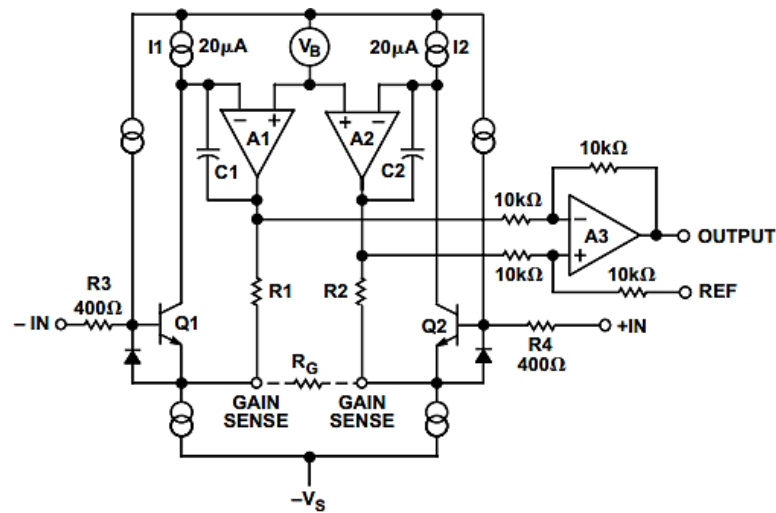 I1
20μA
VB
20μA
I2
−
+
A1
+
−
A2
C1
C2
10kΩ
10kΩ
−
A3
+
OUTPUT
10kΩ
10kΩ
REF
R3
400Ω
R1
R2
− IN
Q1
Q2
+IN
R4
400Ω
RG
GAIN
SENSE
GAIN
SENSE
−VS